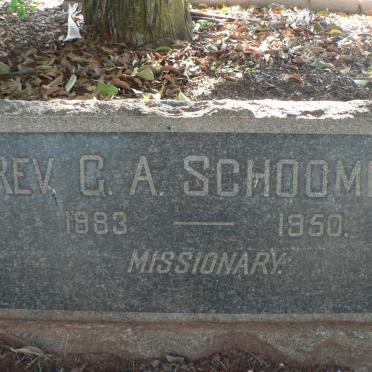 REV G. A. SCHOOM
1883 — 1950.
MISSIONARY.